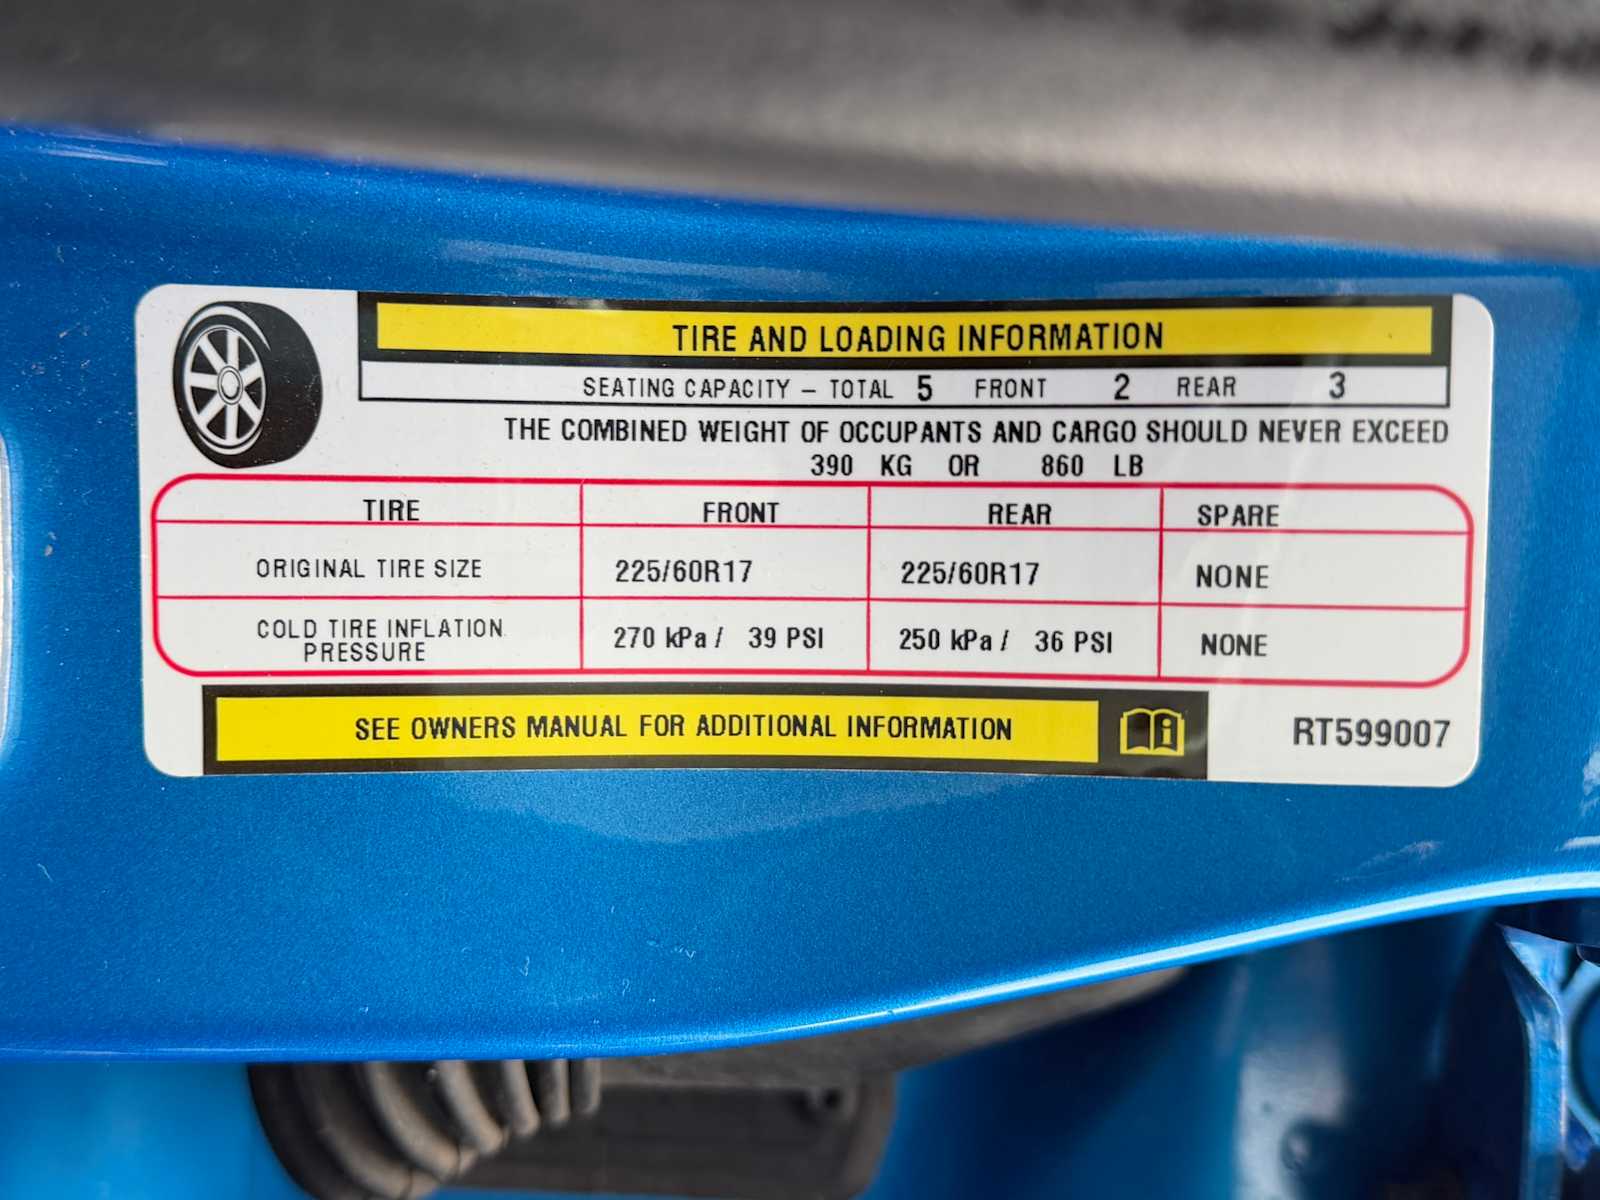 TIRE AND LOADING INFORMATION
SEATING CAPACITY – TOTAL 5 FRONT 2 REAR 3
THE COMBINED WEIGHT OF OCCUPANTS AND CARGO SHOULD NEVER EXCEED
390 KG OR 860 LB
TIRE FRONT REAR SPARE
ORIGINAL TIRE SIZE 225/60R17 225/60R17 NONE
COLD TIRE INFLATION PRESSURE 270 kPa / 39 PSI 250 kPa / 36 PSI NONE
SEE OWNERS MANUAL FOR ADDITIONAL INFORMATION
RT599007